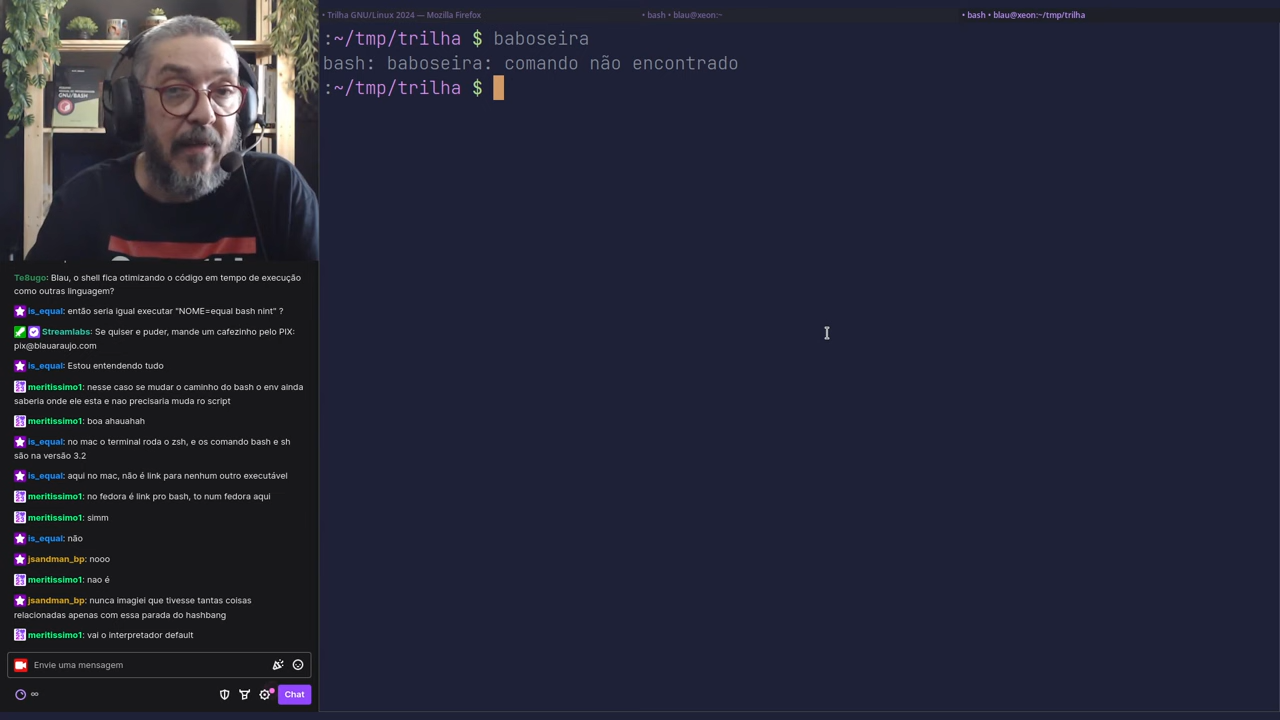 • Trilha GNU/Linux 2024 — Mozilla Firefox
• bash • blau@xeon:~
• bash • blau@xeon:~/tmp/trilha
:~/tmp/trilha $ baboseira
bash: baboseira: comando não encontrado
:~/tmp/trilha $
GNU/BASH
Te8ugo: Blau, o shell fica otimizando o código em tempo de execução
como outras linguagem?
is_equal: então seria igual executar "NOME=equal bash nint" ?
Streamlabs: Se quiser e puder, mande um cafezinho pelo PIX:
pix@blauaraujo.com
is_equal: Estou entendendo tudo
meritissimo1: nesse caso se mudar o caminho do bash o env ainda
saberia onde ele esta e nao precisaria muda ro script
meritissimo1: boa ahauahah
is_equal: no mac o terminal roda o zsh, e os comando bash e sh
são na versão 3.2
is_equal: aqui no mac, não é link para nenhum outro executável
meritissimo1: no fedora é link pro bash, to num fedora aqui
meritissimo1: simm
is_equal: não
jsandman_bp: nooo
meritissimo1: nao é
jsandman_bp: nunca imagiei que tivesse tantas coisas
relacionadas apenas com essa parada do hashbang
meritissimo1: vai o interpretador default
Envie uma mensagem
∞
Chat